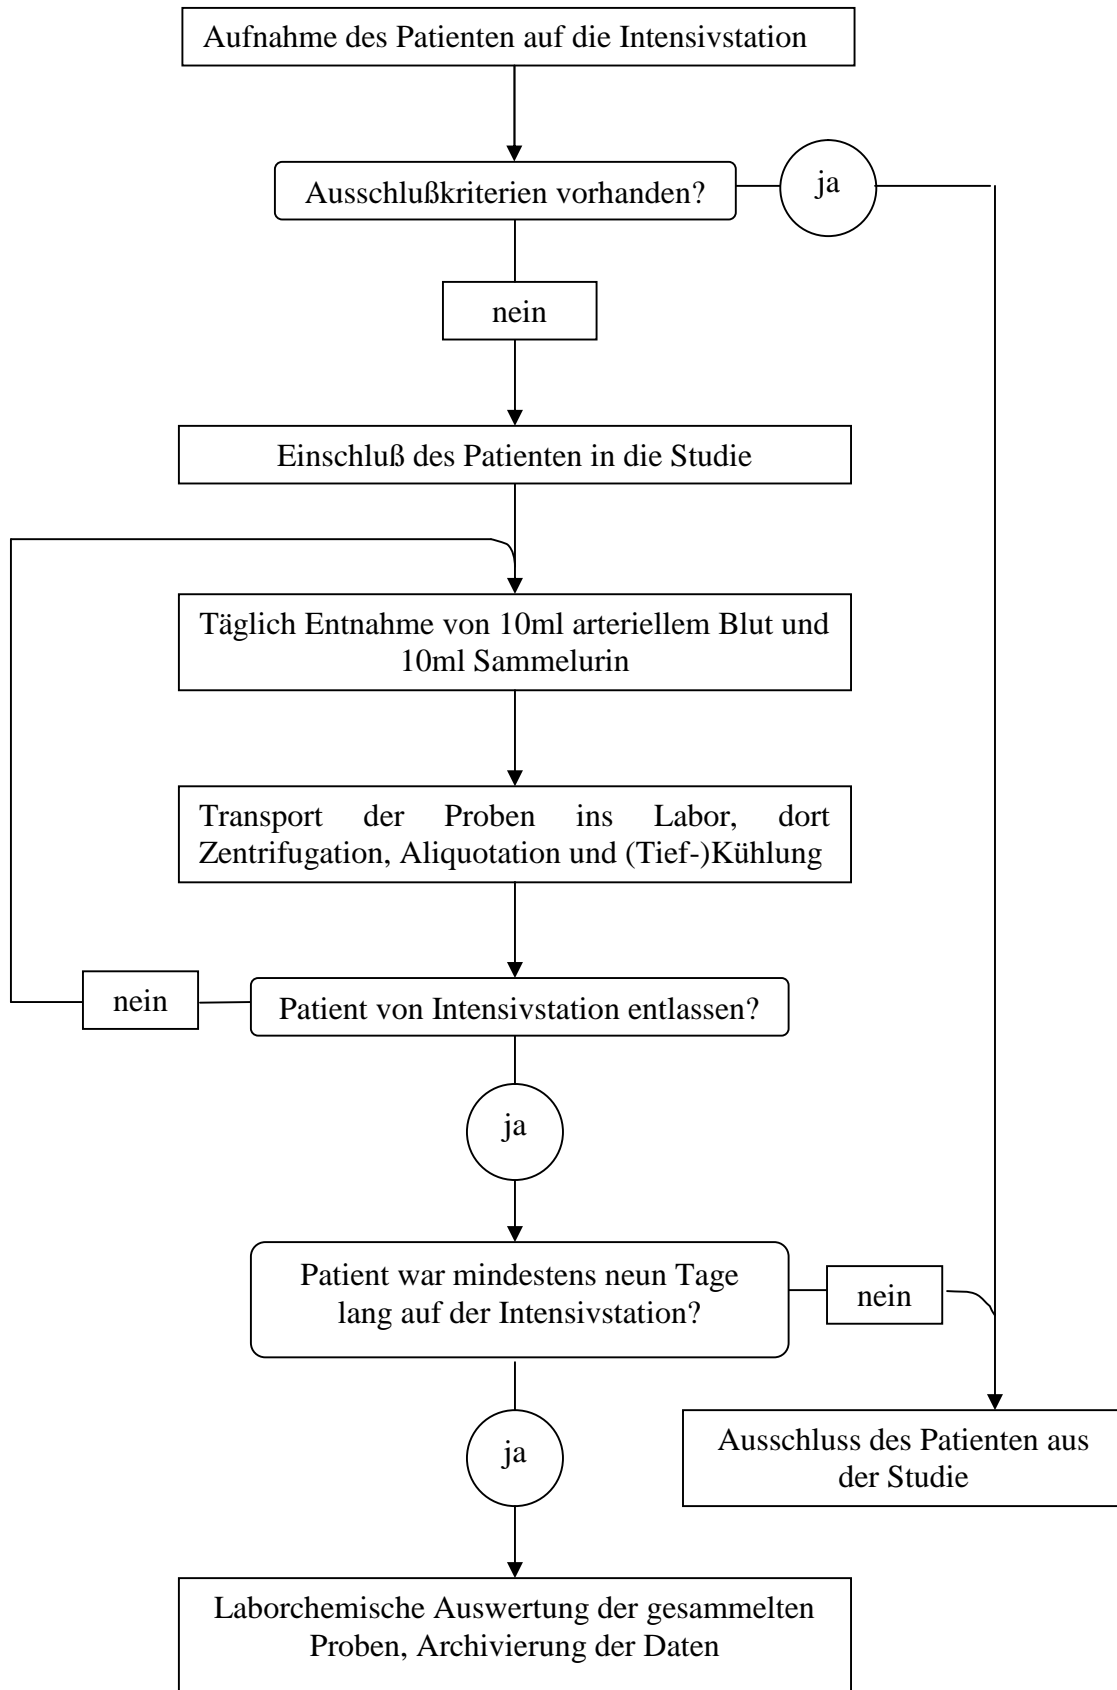 Aufnahme des Patienten auf die Intensivstation
Ausschlußkriterien vorhanden?
ja
nein
Einschluß des Patienten in die Studie
Täglich Entnahme von 10ml arteriellem Blut und
10ml Sammelurin
Transport der Proben ins Labor, dort
Zentrifugation, Aliquotation und (Tief-)Kühlung
nein
Patient von Intensivstation entlassen?
ja
Patient war mindestens neun Tage
lang auf der Intensivstation?
nein
ja
Ausschluss des Patienten aus
der Studie
Laborchemische Auswertung der gesammelten
Proben, Archivierung der Daten